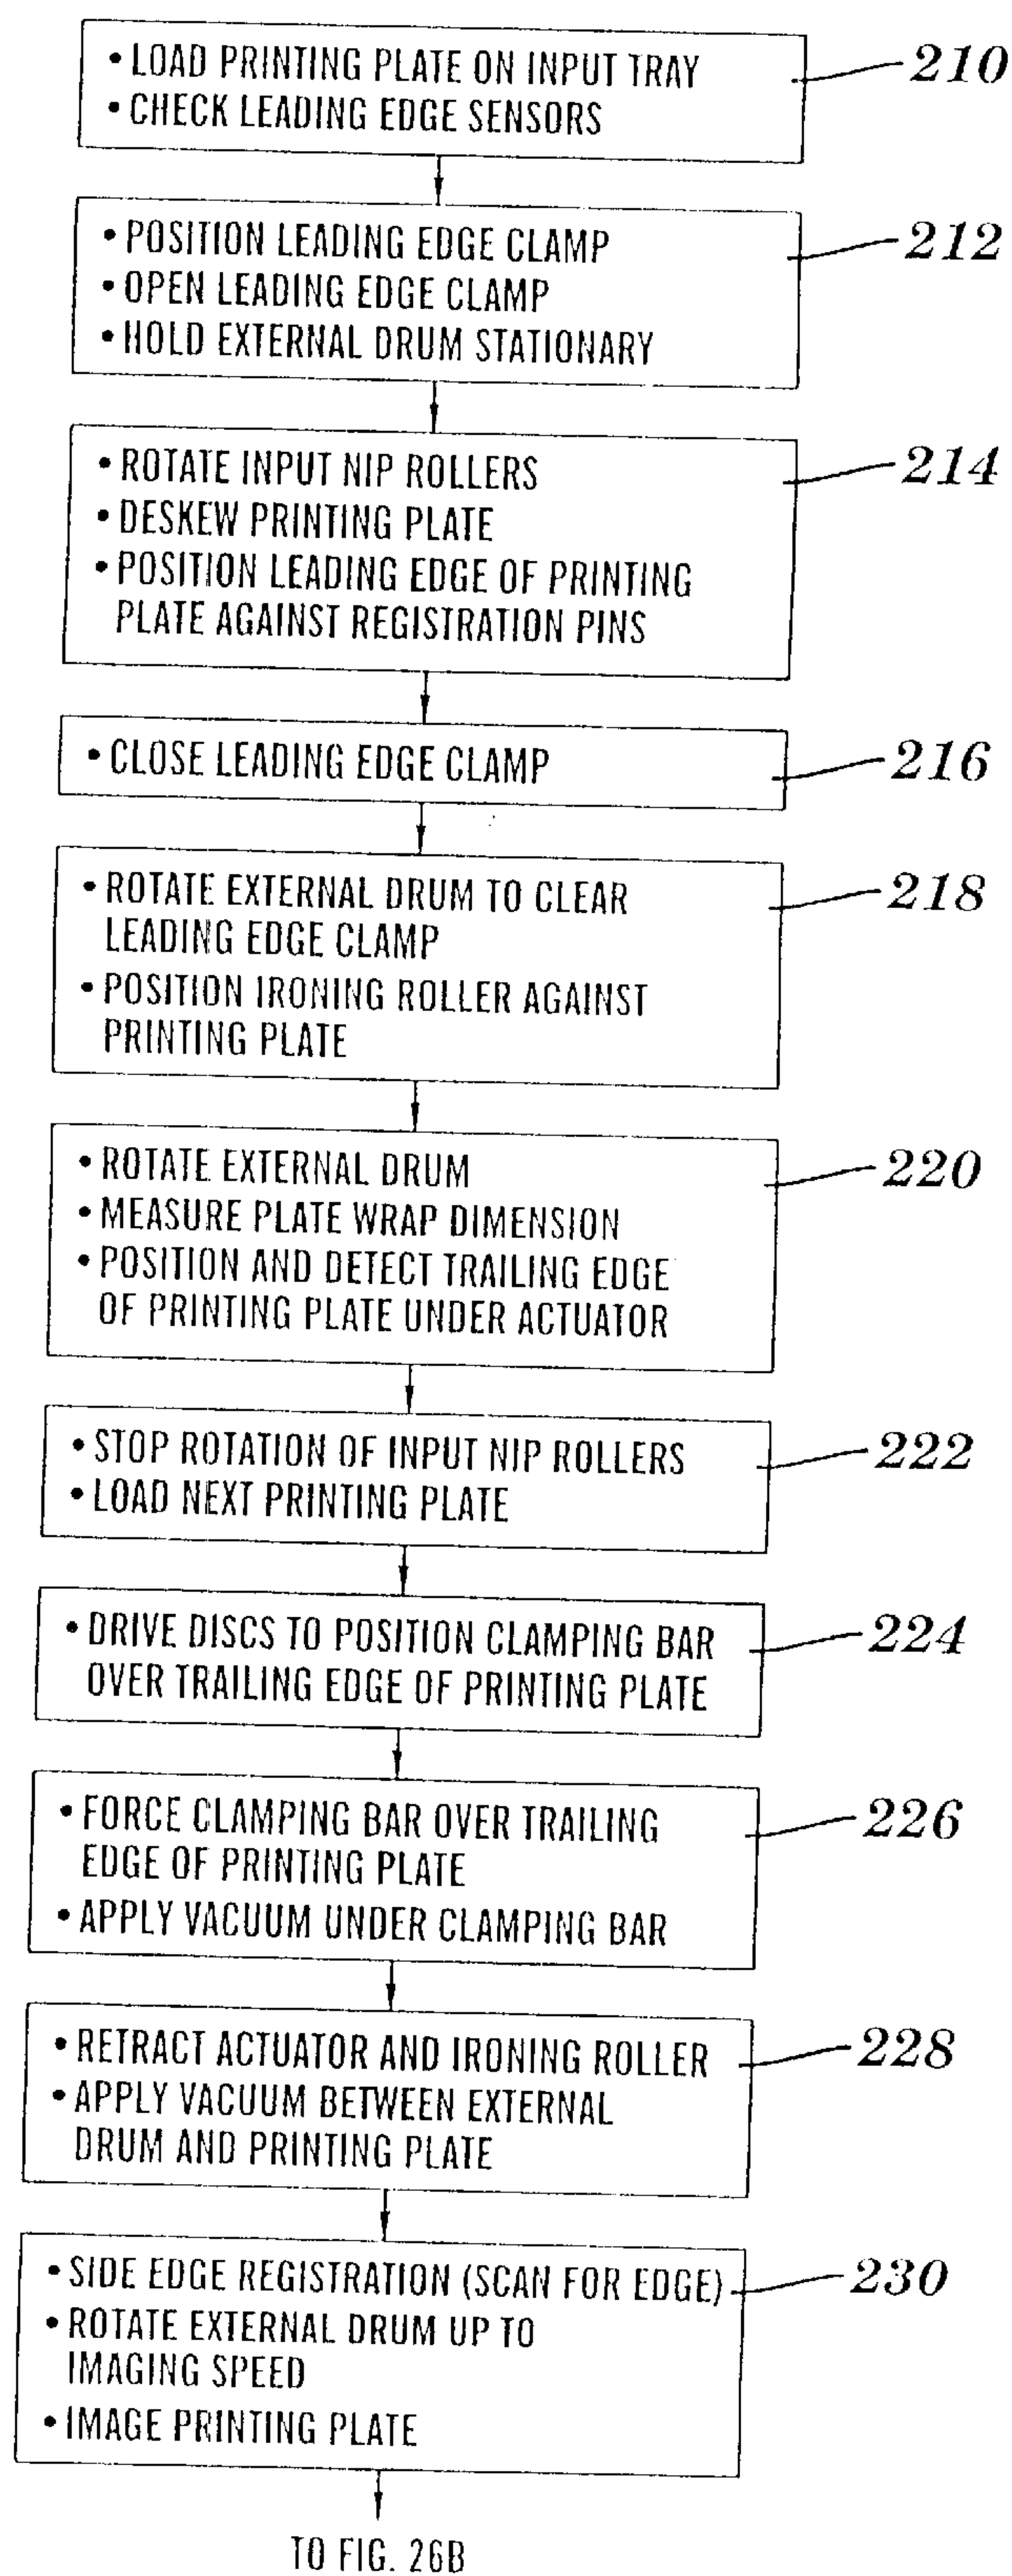 • LOAD PRINTING PLATE ON INPUT TRAY
• CHECK LEADING EDGE SENSORS
210
• POSITION LEADING EDGE CLAMP
• OPEN LEADING EDGE CLAMP
• HOLD EXTERNAL DRUM STATIONARY
212
• ROTATE INPUT NIP ROLLERS
• DESKEW PRINTING PLATE
• POSITION LEADING EDGE OF PRINTING
PLATE AGAINST REGISTRATION PINS
214
• CLOSE LEADING EDGE CLAMP
216
• ROTATE EXTERNAL DRUM TO CLEAR
LEADING EDGE CLAMP
• POSITION IRONING ROLLER AGAINST
PRINTING PLATE
218
• ROTATE EXTERNAL DRUM
• MEASURE PLATE WRAP DIMENSION
• POSITION AND DETECT TRAILING EDGE
OF PRINTING PLATE UNDER ACTUATOR
220
• STOP ROTATION OF INPUT NIP ROLLERS
• LOAD NEXT PRINTING PLATE
222
• DRIVE DISCS TO POSITION CLAMPING BAR
OVER TRAILING EDGE OF PRINTING PLATE
224
• FORCE CLAMPING BAR OVER TRAILING
EDGE OF PRINTING PLATE
• APPLY VACUUM UNDER CLAMPING BAR
226
• RETRACT ACTUATOR AND IRONING ROLLER
• APPLY VACUUM BETWEEN EXTERNAL
DRUM AND PRINTING PLATE
228
• SIDE EDGE REGISTRATION (SCAN FOR EDGE)
• ROTATE EXTERNAL DRUM UP TO
IMAGING SPEED
• IMAGE PRINTING PLATE
230
TO FIG. 26B